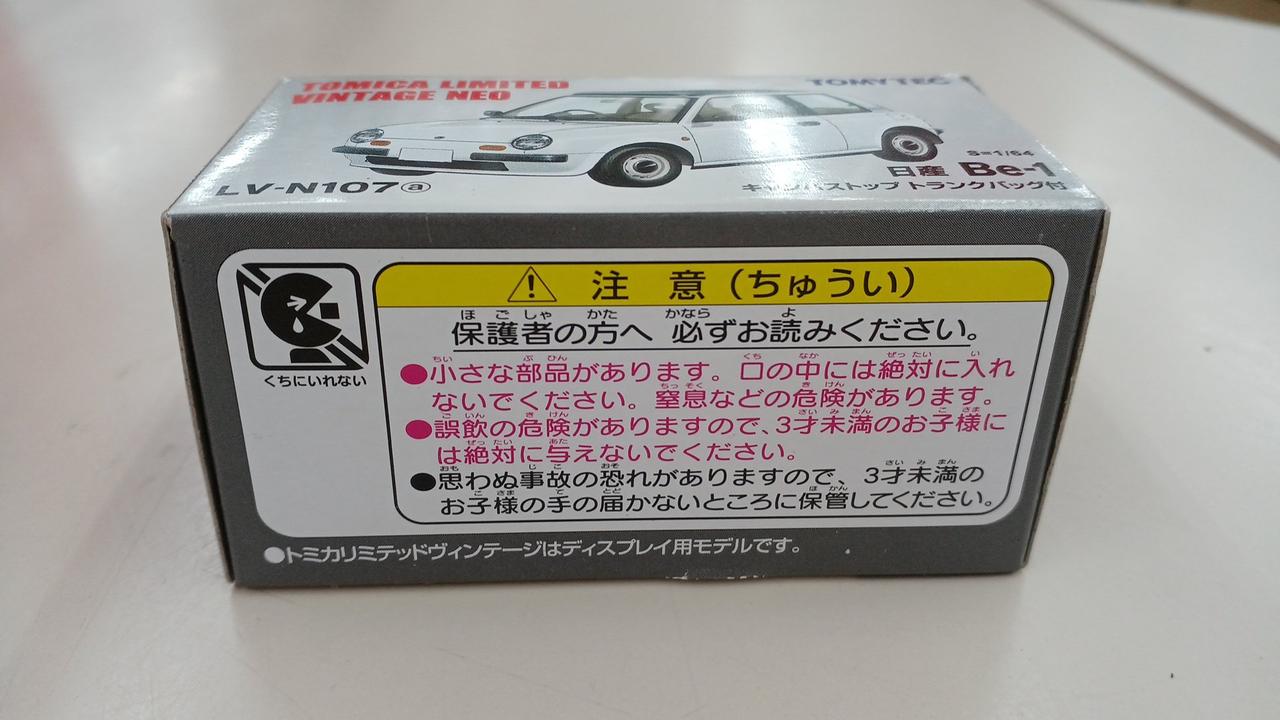 TOMICA LIMITED
VINTAGE NEO
TOMYTEC
S=1/64
LV-N107ⓐ
日産 Be-1
キャンバストップ トランクバッグ付
注 意（ちゅうい）
くちにいれない
保護者の方へ 必ずお読みください。
●小さな部品があります。口の中には絶対に入れ
ないでください。窒息などの危険があります。
●誤飲の危険がありますので、3才未満のお子様に
は絶対に与えないでください。
●思わぬ事故の恐れがありますので、3才未満の
お子様の手の届かないところに保管してください。
●トミカリミテッドヴィンテージはディスプレイ用モデルです。